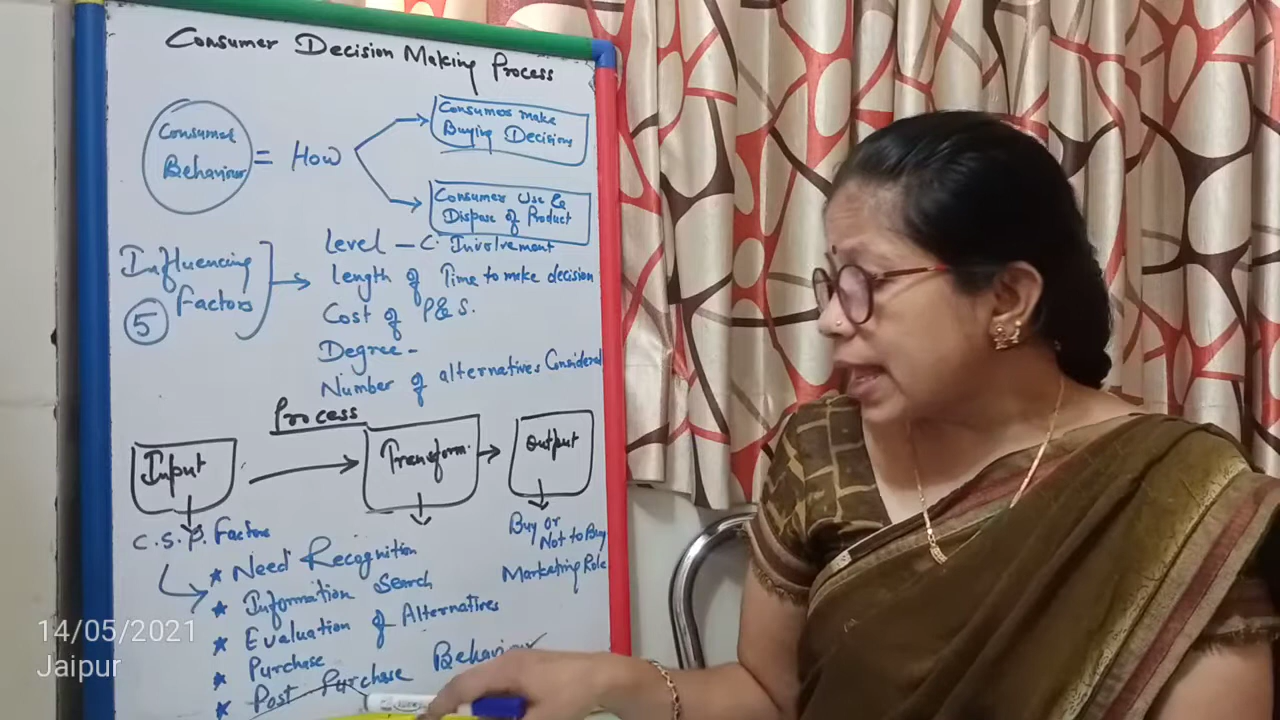 Consumer Decision Making Process
Consumer
Behaviour
= How
Consumers make
Buying Decisions
Consumer Use &
Dispose of Product
Influencing
Factors
5
Level - C. Involvement
Length of Time to make decision
Cost of P & S.
Degree -
Number of alternatives Considered
Process
Input
Transform.
Output
C.S.P. Factors
Buy or
Not to Buy
Marketing Role
Need Recognition
Information Search
Evaluation of Alternatives
Purchase
Post Purchase Behaviour
14/05/2021
Jaipur